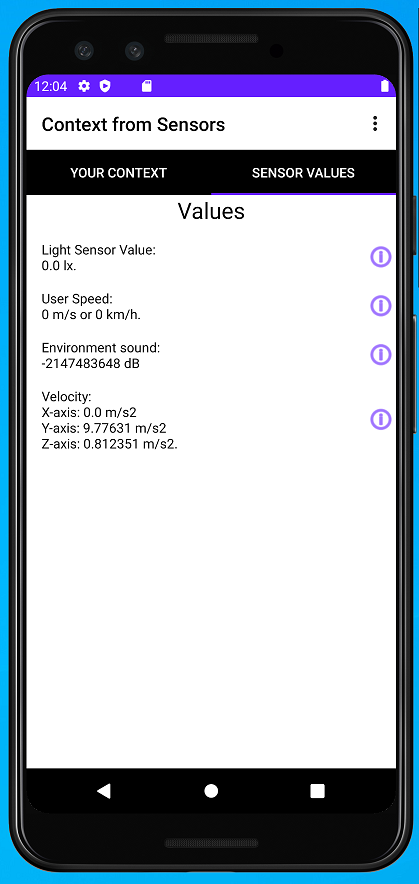 12:04
Context from Sensors
YOUR CONTEXT SENSOR VALUES
Values
Light Sensor Value:
0.0 lx.
User Speed:
0 m/s or 0 km/h.
Environment sound:
-2147483648 dB
Velocity:
X-axis: 0.0 m/s2
Y-axis: 9.77631 m/s2
Z-axis: 0.812351 m/s2.